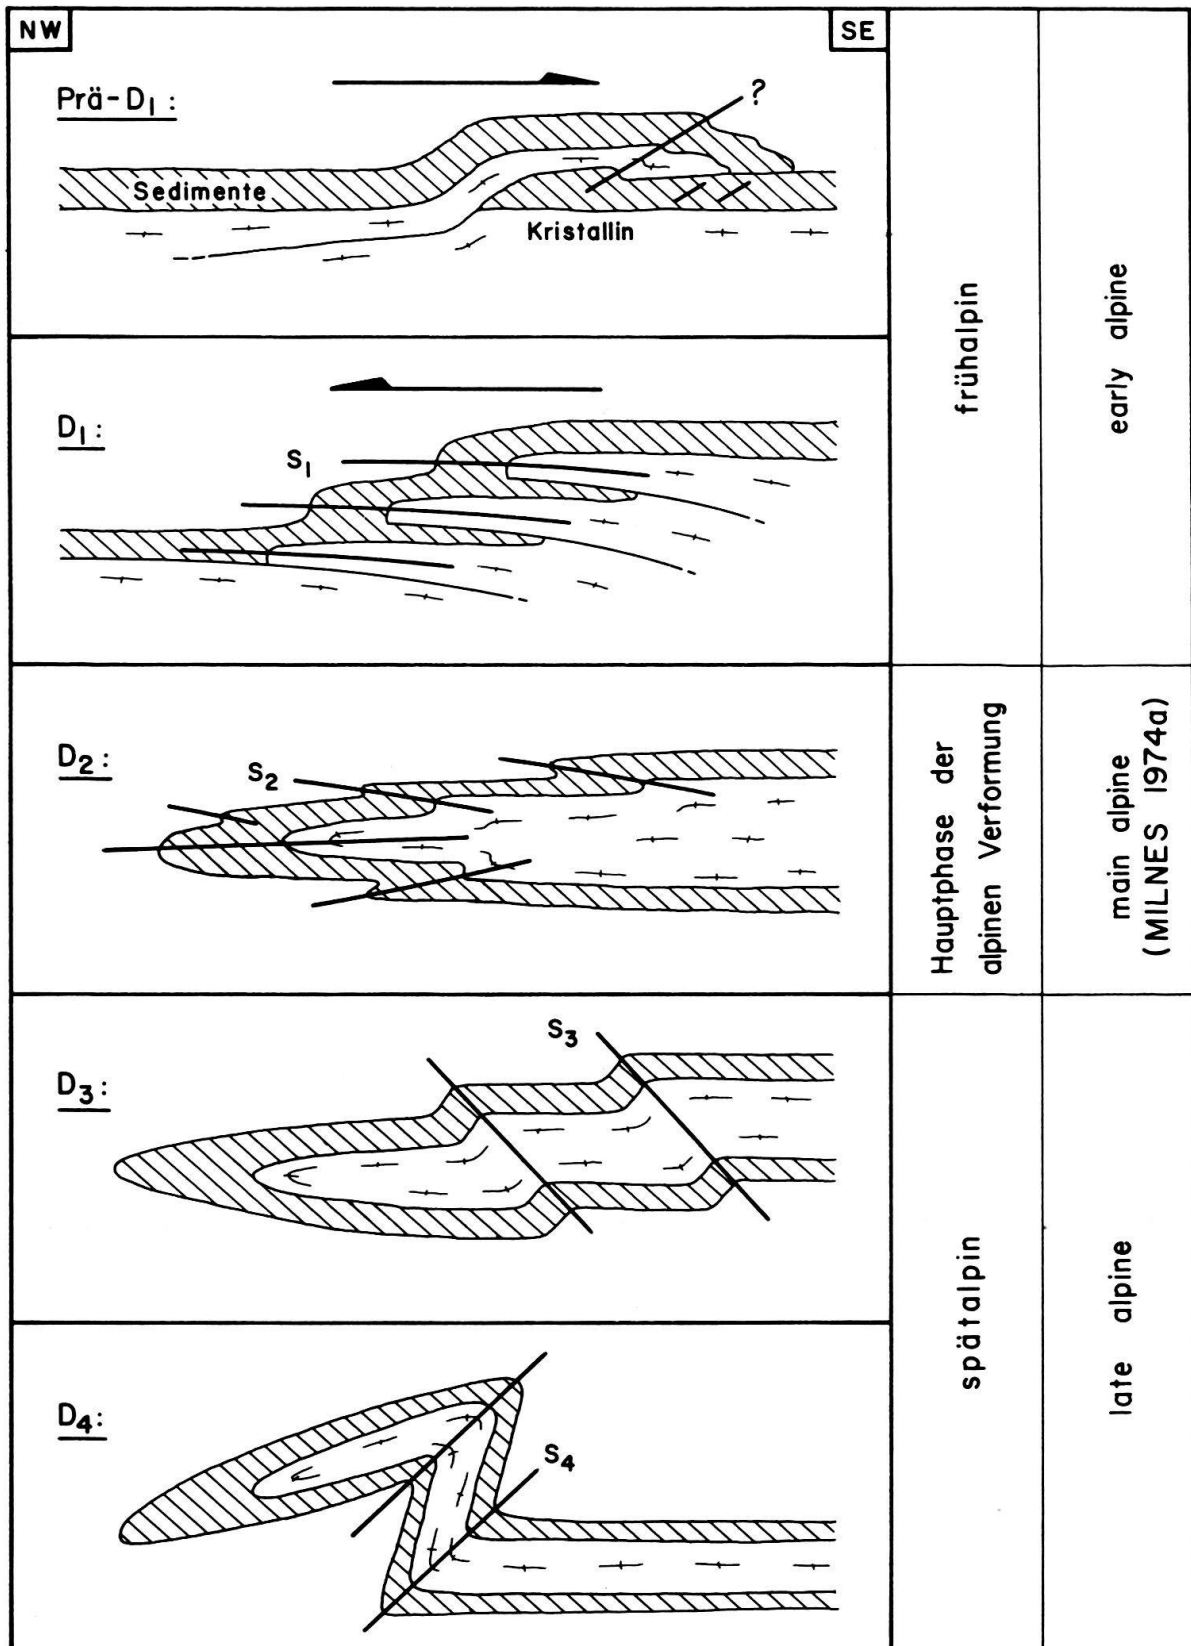 NW
SE
Prä-D₁:
?
Sedimente
Kristallin
D₁:
S₁
frühalpin
early alpine
D₂:
S₂
Hauptphase der
alpinen Verformung
main alpine
(MILNES 1974a)
D₃:
S₃
D₄:
S₄
spätalpin
late alpine